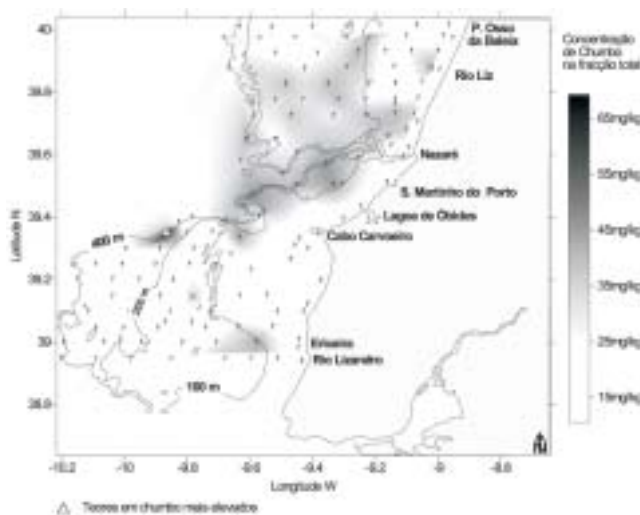 40
39.8
39.6
39.4
39.2
39
38.8
Latitude N
P. Osso
da Baleia
Rio Liz
Nazaré
S. Martinho do Porto
Lagoa de Óbidos
Cabo Carvoeiro
400 m
200 m
100 m
Ericeira
Rio Lizandro
N
-10.2 -10 -9.8 -9.6 -9.4 -9.2 -9 -8.8
Longitude W
Concentração
de Chumbo
na fracção total
65mg/kg
55mg/kg
45mg/kg
35mg/kg
25mg/kg
15mg/kg
Teores em chumbo mais elevados